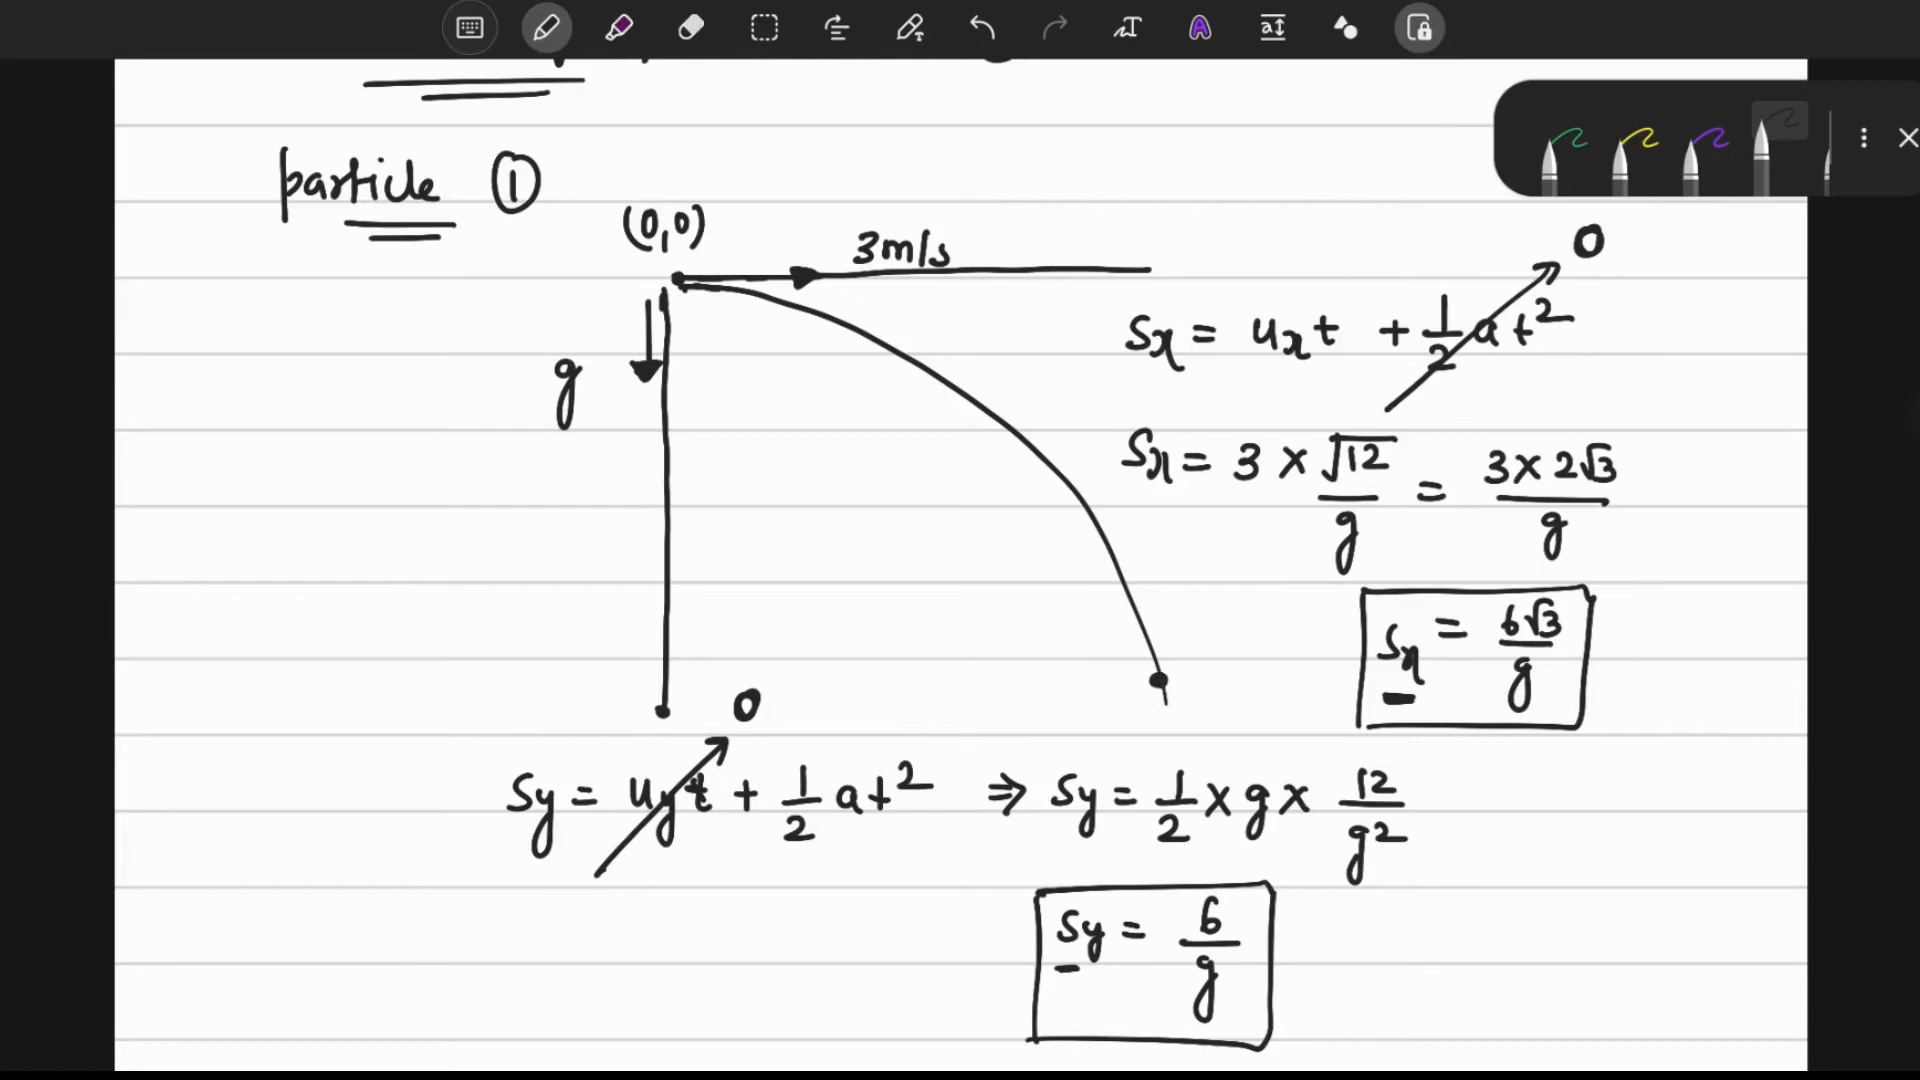 particle ①
(0,0)
3m/s
g
0
Sx = uxt + 1/2 at²
Sx = 3 × √12/g = 3×2√3/g
Sx = 6√3/g
0
Sy = uyt + 1/2 at² ⇒ Sy = 1/2 × g × 12/g²
Sy = 6/g